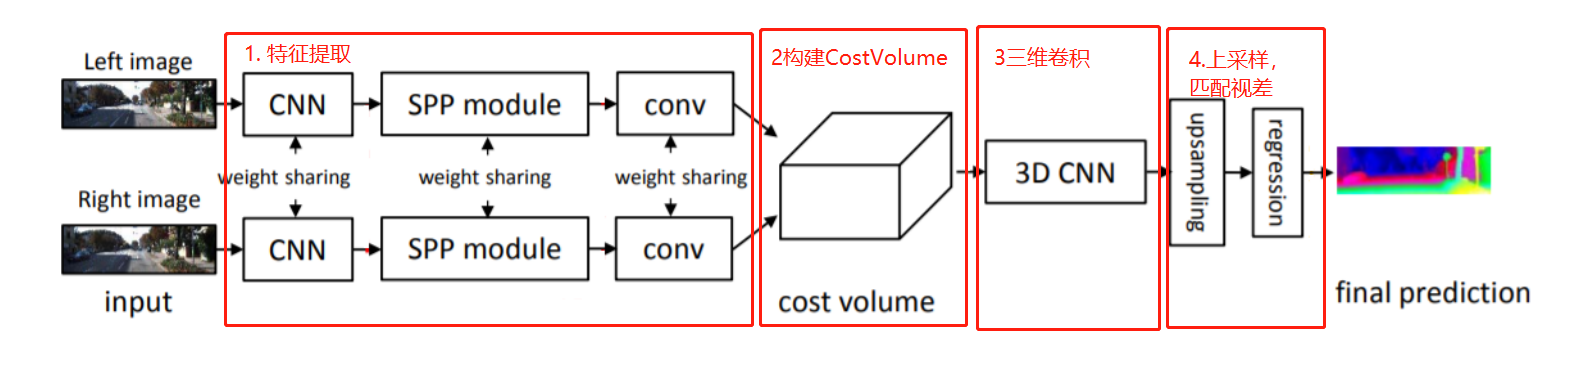 1. 特征提取
2构建CostVolume
3三维卷积
4.上采样,
匹配视差
Left image
CNN
SPP module
conv
weight sharing
weight sharing
weight sharing
Right image
CNN
SPP module
conv
input
cost volume
3D CNN
upsampling
regression
final prediction